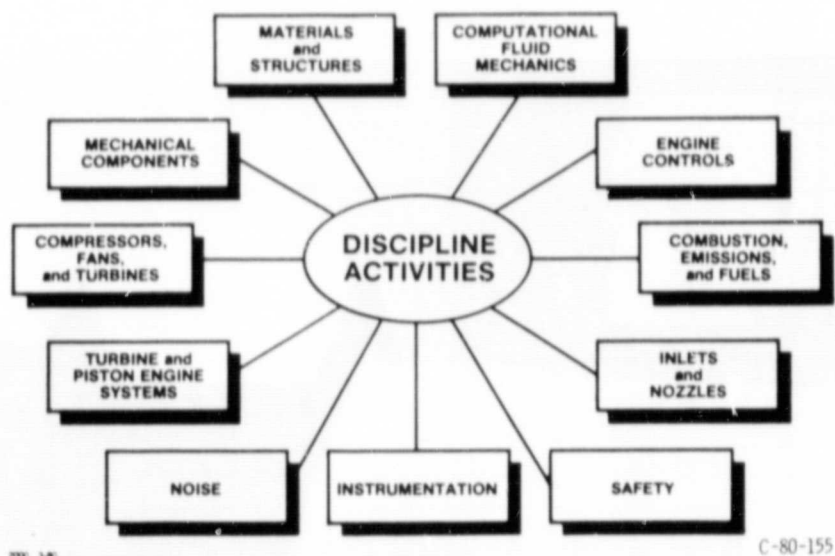 MATERIALS
and
STRUCTURES
COMPUTATIONAL
FLUID
MECHANICS
MECHANICAL
COMPONENTS
ENGINE
CONTROLS
COMPRESSORS,
FANS,
and TURBINES
DISCIPLINE
ACTIVITIES
COMBUSTION,
EMISSIONS,
and FUELS
TURBINE and
PISTON ENGINE
SYSTEMS
INLETS
and
NOZZLES
NOISE
INSTRUMENTATION
SAFETY
C-80-155